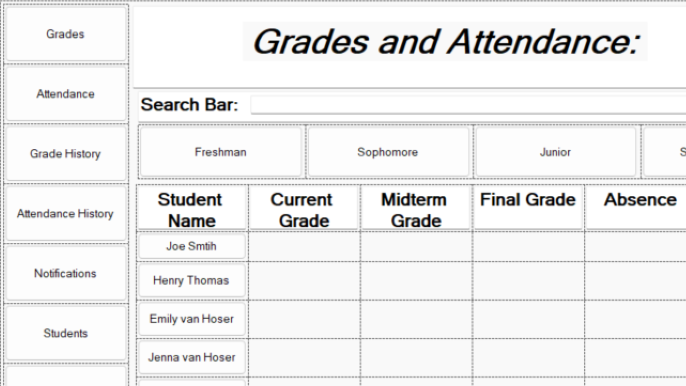 Grades
Attendance
Grade History
Attendance History
Notifications
Students
Grades and Attendance:
Search Bar:
Freshman Sophomore Junior S
Student Name Current Grade Midterm Grade Final Grade Absence
Joe Smtih
Henry Thomas
Emily van Hoser
Jenna van Hoser